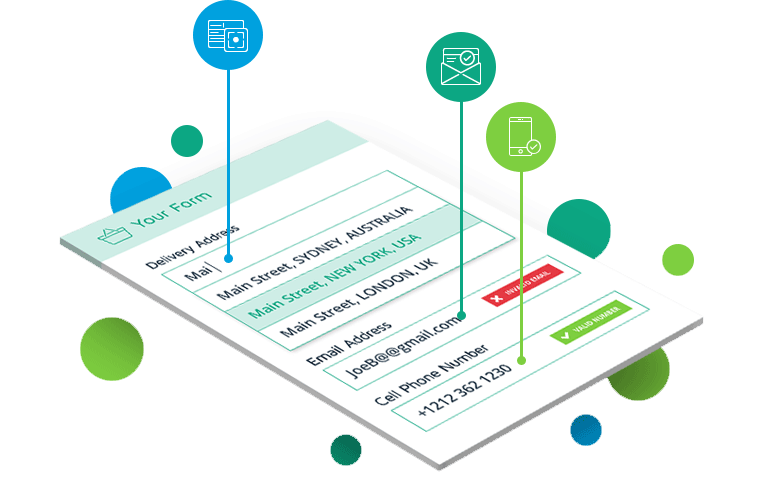 Your Form
Delivery Address
Mai
Main Street, SYDNEY , AUSTRALIA
Main Street, NEW YORK, USA
Main Street, LONDON, UK
Email Address
JoeB@@gmail.com
INVALID EMAIL
Cell Phone Number
+1212 362 1230
VALID NUMBER